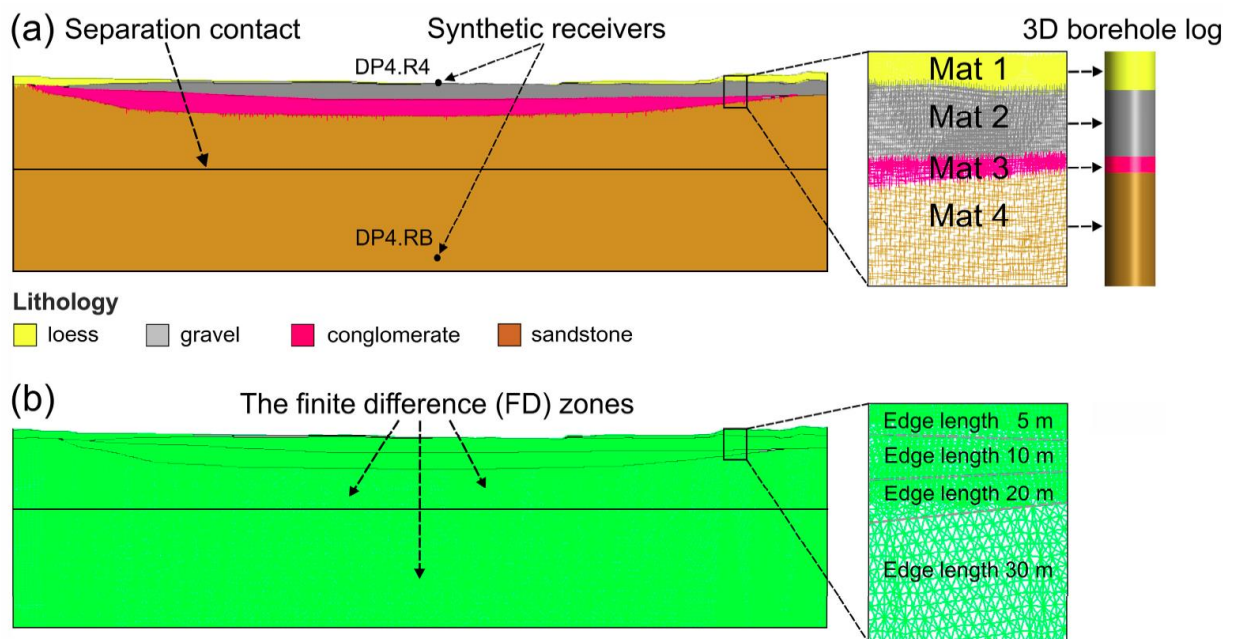 (a) Separation contact Synthetic receivers 3D borehole log
DP4.R4
Mat 1
Mat 2
Mat 3
Mat 4
DP4.RB
Lithology
loess gravel conglomerate sandstone
(b) The finite difference (FD) zones
Edge length 5 m
Edge length 10 m
Edge length 20 m
Edge length 30 m